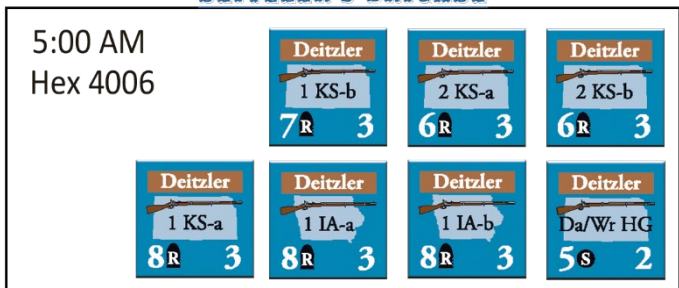 5:00 AM
Hex 4006
Deitzler Deitzler Deitzler
1 KS-b 2 KS-a 2 KS-b
7 R 3 6 R 3 6 R 3
Deitzler Deitzler Deitzler Deitzler
1 KS-a 1 IA-a 1 IA-b Da/Wr HG
8 R 3 8 R 3 8 R 3 5 S 2